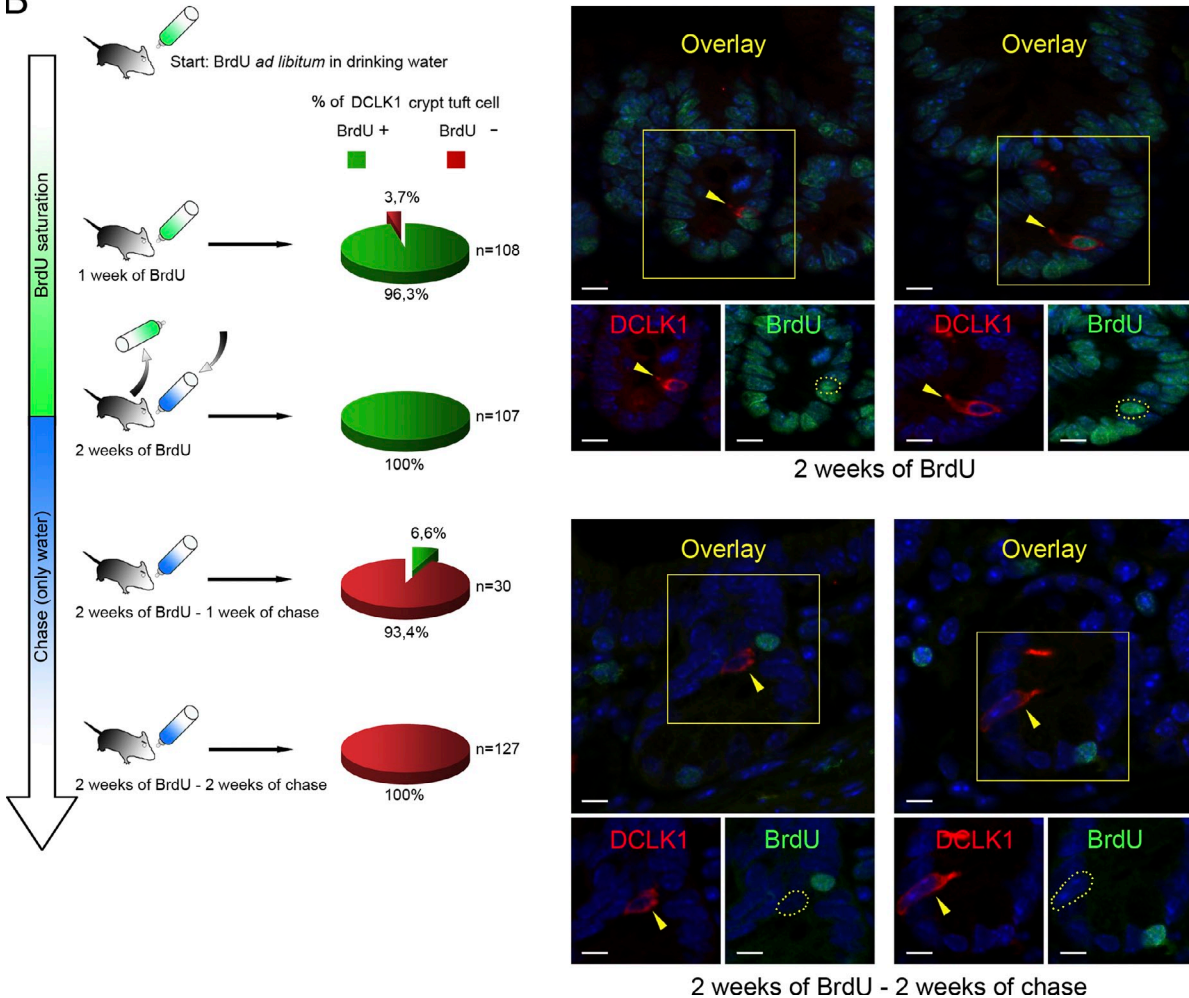 B
Start: BrdU ad libitum in drinking water
% of DCLK1 crypt tuft cell
BrdU + BrdU -
BrdU saturation
3,7%
n=108
96,3%
1 week of BrdU
n=107
2 weeks of BrdU
100%
Chase (only water)
6,6%
n=30
2 weeks of BrdU - 1 week of chase
93,4%
n=127
2 weeks of BrdU - 2 weeks of chase
100%
Overlay
Overlay
DCLK1
BrdU
DCLK1
BrdU
2 weeks of BrdU
Overlay
Overlay
DCLK1
BrdU
DCLK1
BrdU
2 weeks of BrdU - 2 weeks of chase